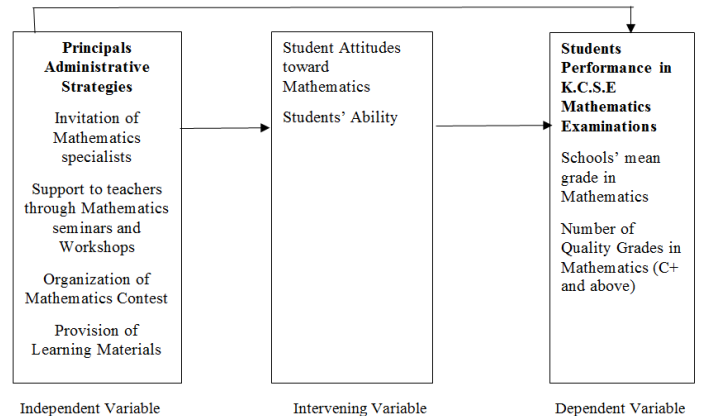 Principals
Administrative
Strategies
Invitation of
Mathematics
specialists
Support to teachers
through Mathematics
seminars and
Workshops
Organization of
Mathematics Contest
Provision of
Learning Materials
Independent Variable
Student Attitudes
toward
Mathematics
Students’ Ability
Intervening Variable
Students
Performance in
K.C.S.E
Mathematics
Examinations
Schools’ mean
grade in
Mathematics
Number of
Quality Grades in
Mathematics (C+
and above)
Dependent Variable